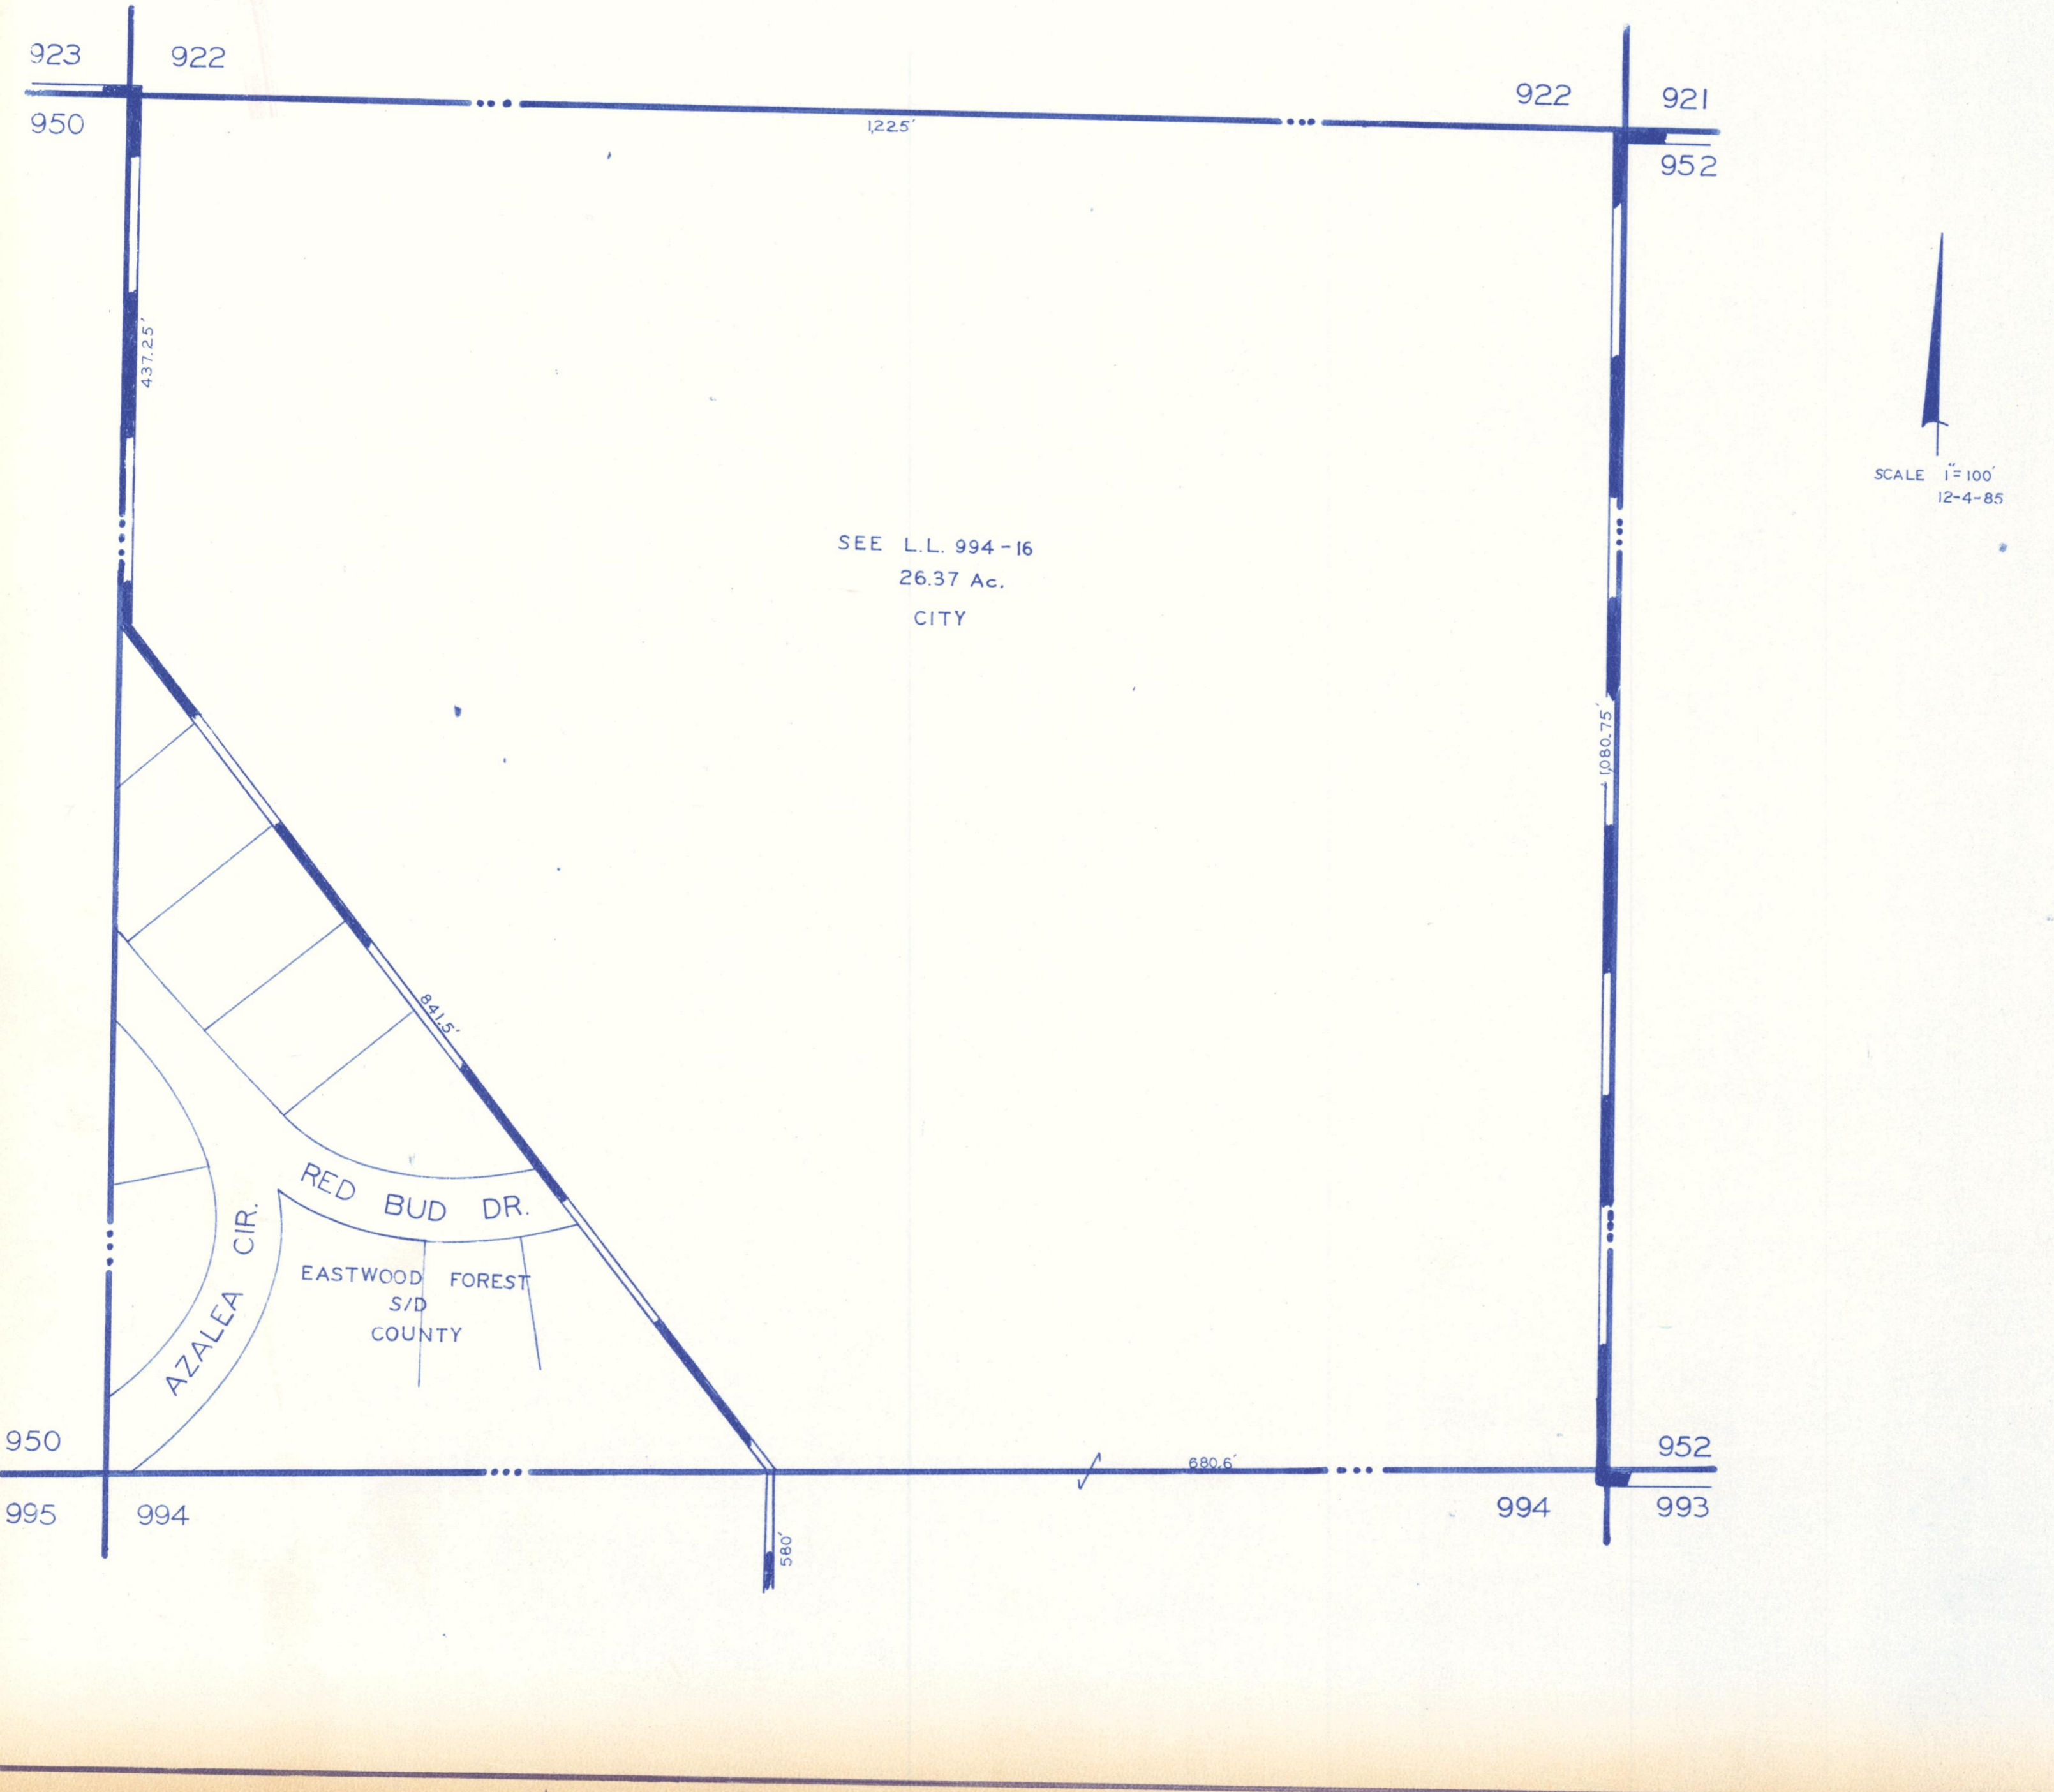 923 922
922 921
950
1,225'
952
437.25'
SCALE 1"=100'
12-4-85
SEE L.L. 994-16
26.37 Ac.
CITY
1,080.75'
841.5'
RED BUD DR.
AZALEA CIR.
EASTWOOD FOREST
S/D
COUNTY
950
952
680.6'
995 994
994 993
580'